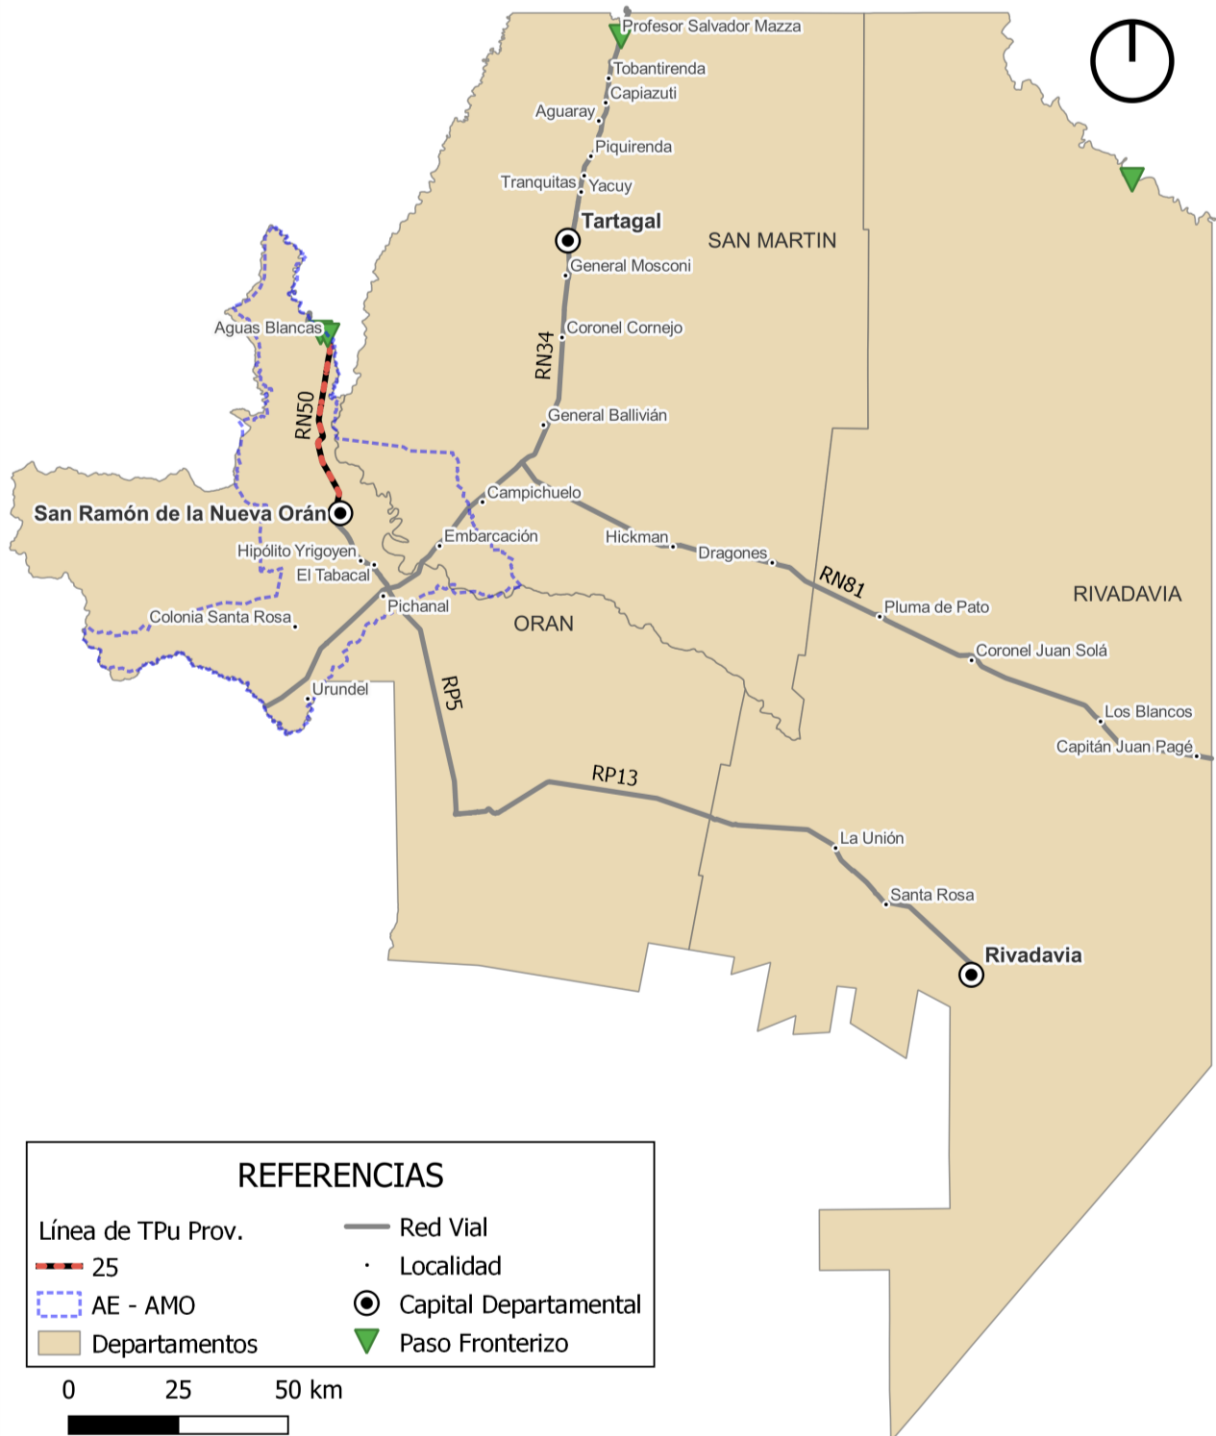 Profesor Salvador Mazza
Tobantirenda
Capiazuti
Aguaray
Piquirenda
Tranquitas
Yacuy
Tartagal
SAN MARTIN
General Mosconi
Aguas Blancas
Coronel Cornejo
RN34
RN50
General Ballivián
Campichuelo
San Ramón de la Nueva Orán
Embarcación
Hickman
Hipólito Yrigoyen
Dragones
El Tabacal
RN81
RIVADAVIA
Pichanal
Pluma de Pato
Colonia Santa Rosa
ORAN
Coronel Juan Solá
Urundel
RP5
Los Blancos
Capitán Juan Pagé
RP13
La Unión
Santa Rosa
Rivadavia
REFERENCIAS
Línea de TPu Prov.
25
AE - AMO
Departamentos
Red Vial
Localidad
Capital Departamental
Paso Fronterizo
0 25 50 km